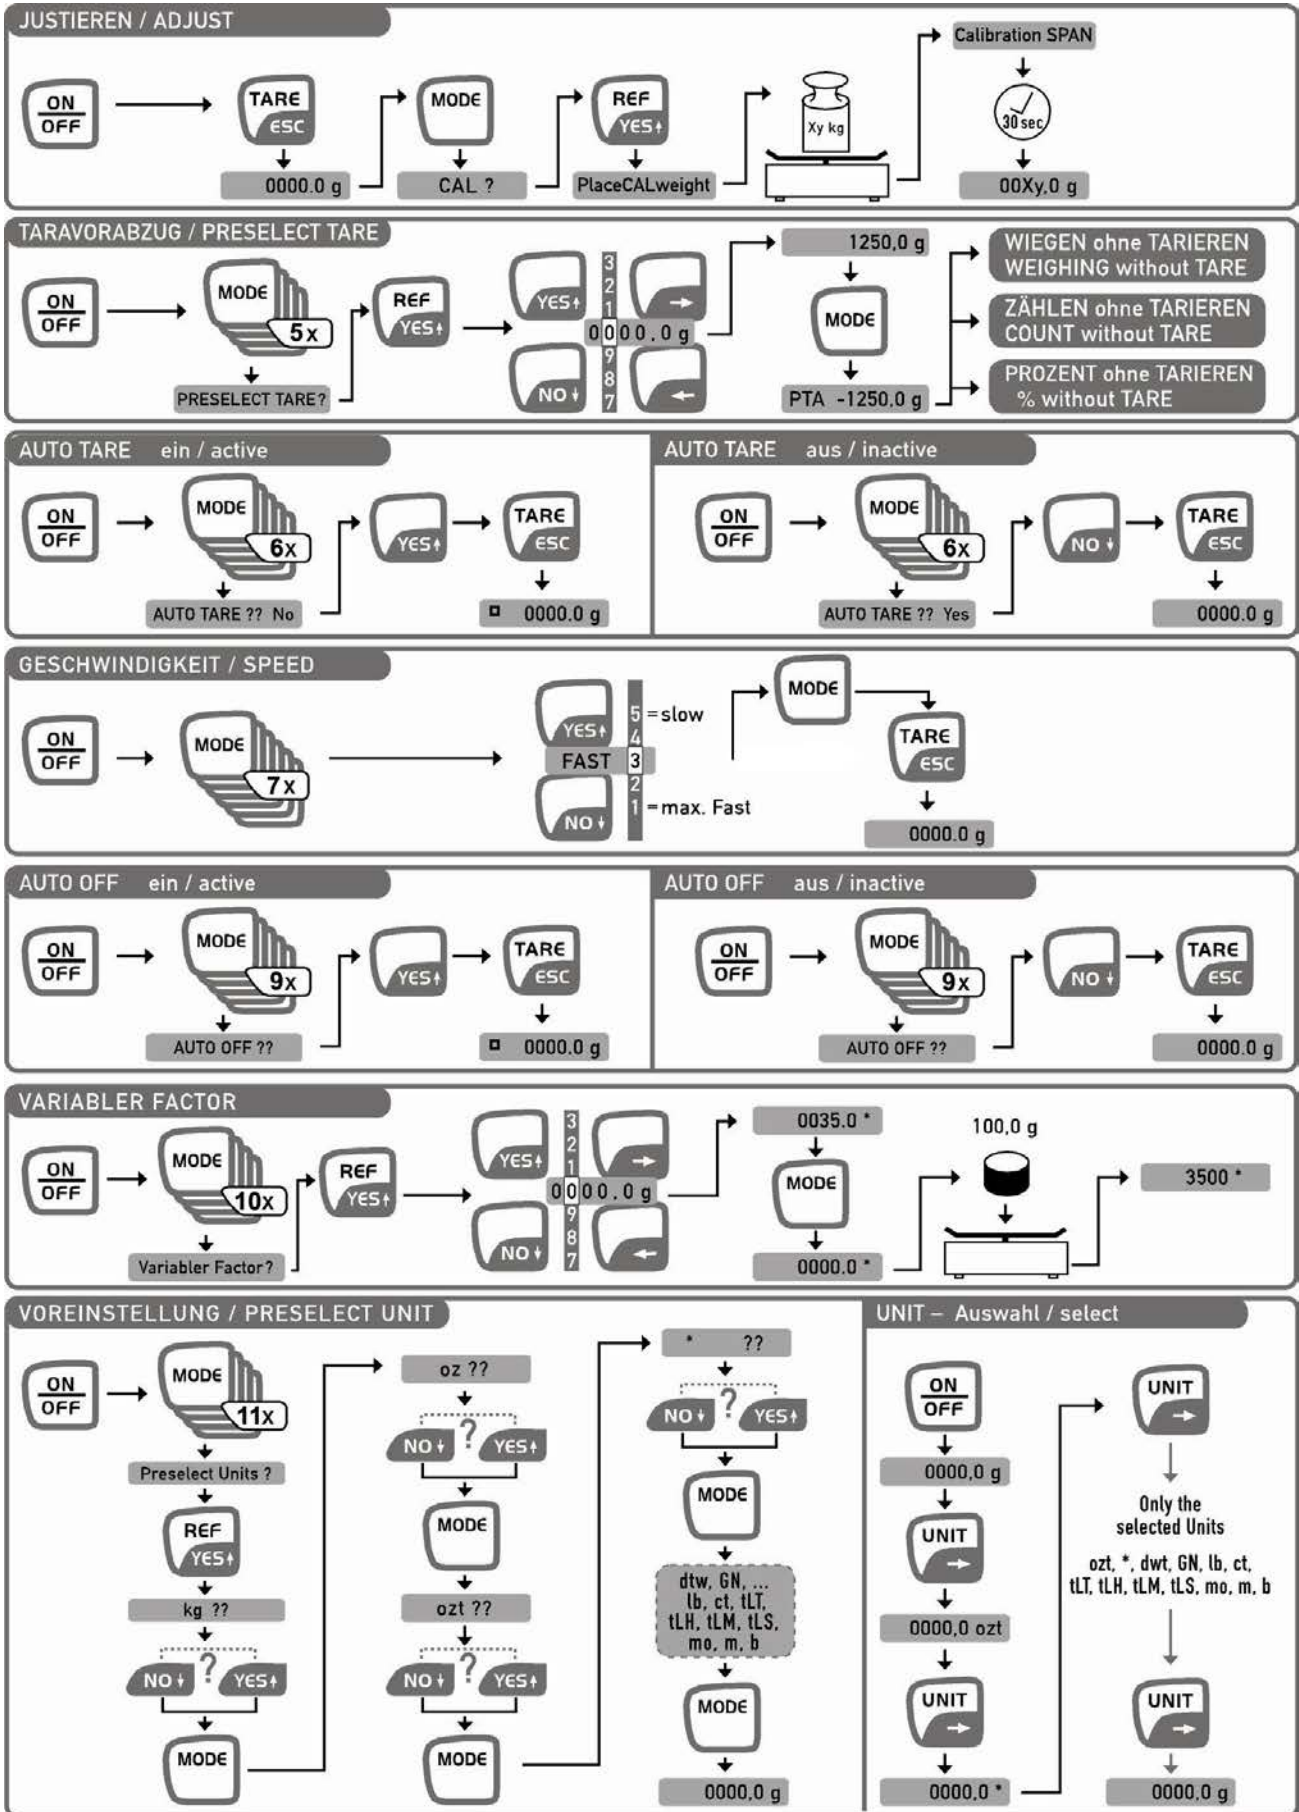 JUSTIEREN / ADJUST
ON
OFF
TARE
ESC
0000.0 g
MODE
CAL ?
REF
YES↑
PlaceCALweight
Xy kg
Calibration SPAN
30 sec
00Xy,0 g
TARAVORABZUG / PRESELECT TARE
ON
OFF
MODE
5x
PRESELECT TARE?
REF
YES↑
YES↑
→
3
2
1
0000.0 g
9
8
7
NO↓
←
1250,0 g
MODE
PTA -1250,0 g
WIEGEN ohne TARIEREN
WEIGHING without TARE
ZÄHLEN ohne TARIEREN
COUNT without TARE
PROZENT ohne TARIEREN
% without TARE
AUTO TARE ein / active
ON
OFF
MODE
6x
AUTO TARE ?? No
YES↑
TARE
ESC
0000.0 g
AUTO TARE aus / inactive
ON
OFF
MODE
6x
AUTO TARE ?? Yes
NO↓
TARE
ESC
0000.0 g
GESCHWINDIGKEIT / SPEED
ON
OFF
MODE
7x
YES↑
5 = slow
4
FAST 3
2
1 = max. Fast
NO↓
MODE
TARE
ESC
0000.0 g
AUTO OFF ein / active
ON
OFF
MODE
9x
AUTO OFF ??
YES↑
TARE
ESC
0000.0 g
AUTO OFF aus / inactive
ON
OFF
MODE
9x
AUTO OFF ??
NO↓
TARE
ESC
0000.0 g
VARIABLER FACTOR
ON
OFF
MODE
10x
Variabler Factor?
REF
YES↑
YES↑
→
3
2
1
0000.0 g
9
8
7
NO↓
←
0035.0 *
MODE
0000.0 *
100,0 g
3500 *
VOREINSTELLUNG / PRESELECT UNIT
ON
OFF
MODE
11x
Preselect Units ?
REF
YES↑
kg ??
?
NO↓ YES↑
MODE
oz ??
?
NO↓ YES↑
MODE
ozt ??
?
NO↓ YES↑
MODE
* ??
?
NO↓ YES↑
MODE
dtw, GN, ...
lb, ct, tLT,
tLH, tLM, tLS,
mo, m, b
MODE
0000,0 g
UNIT – Auswahl / select
ON
OFF
0000,0 g
UNIT
→
0000,0 ozt
UNIT
→
0000,0 *
UNIT
→
Only the
selected Units
ozt, *, dwt, GN, lb, ct,
tLT, tLH, tLM, tLS, mo, m, b
UNIT
→
0000,0 g